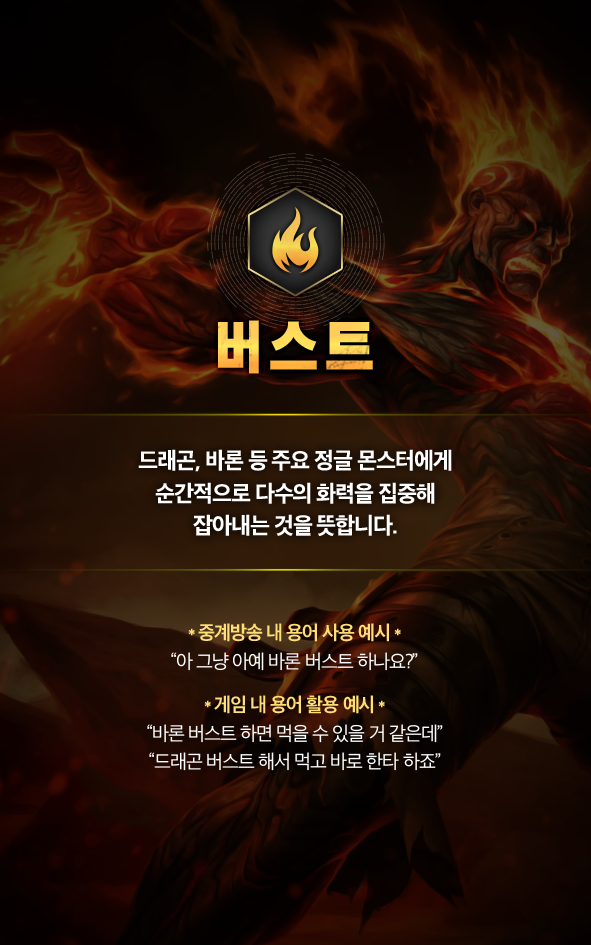 버스트
드래곤, 바론 등 주요 정글 몬스터에게
순간적으로 다수의 화력을 집중해
잡아내는 것을 뜻합니다.
* 중계방송 내 용어 사용 예시 *
“아 그냥 아예 바론 버스트 하나요?”
* 게임 내 용어 활용 예시 *
“바론 버스트 하면 먹을 수 있을 거 같은데”
“드래곤 버스트 해서 먹고 바로 한타 하죠”